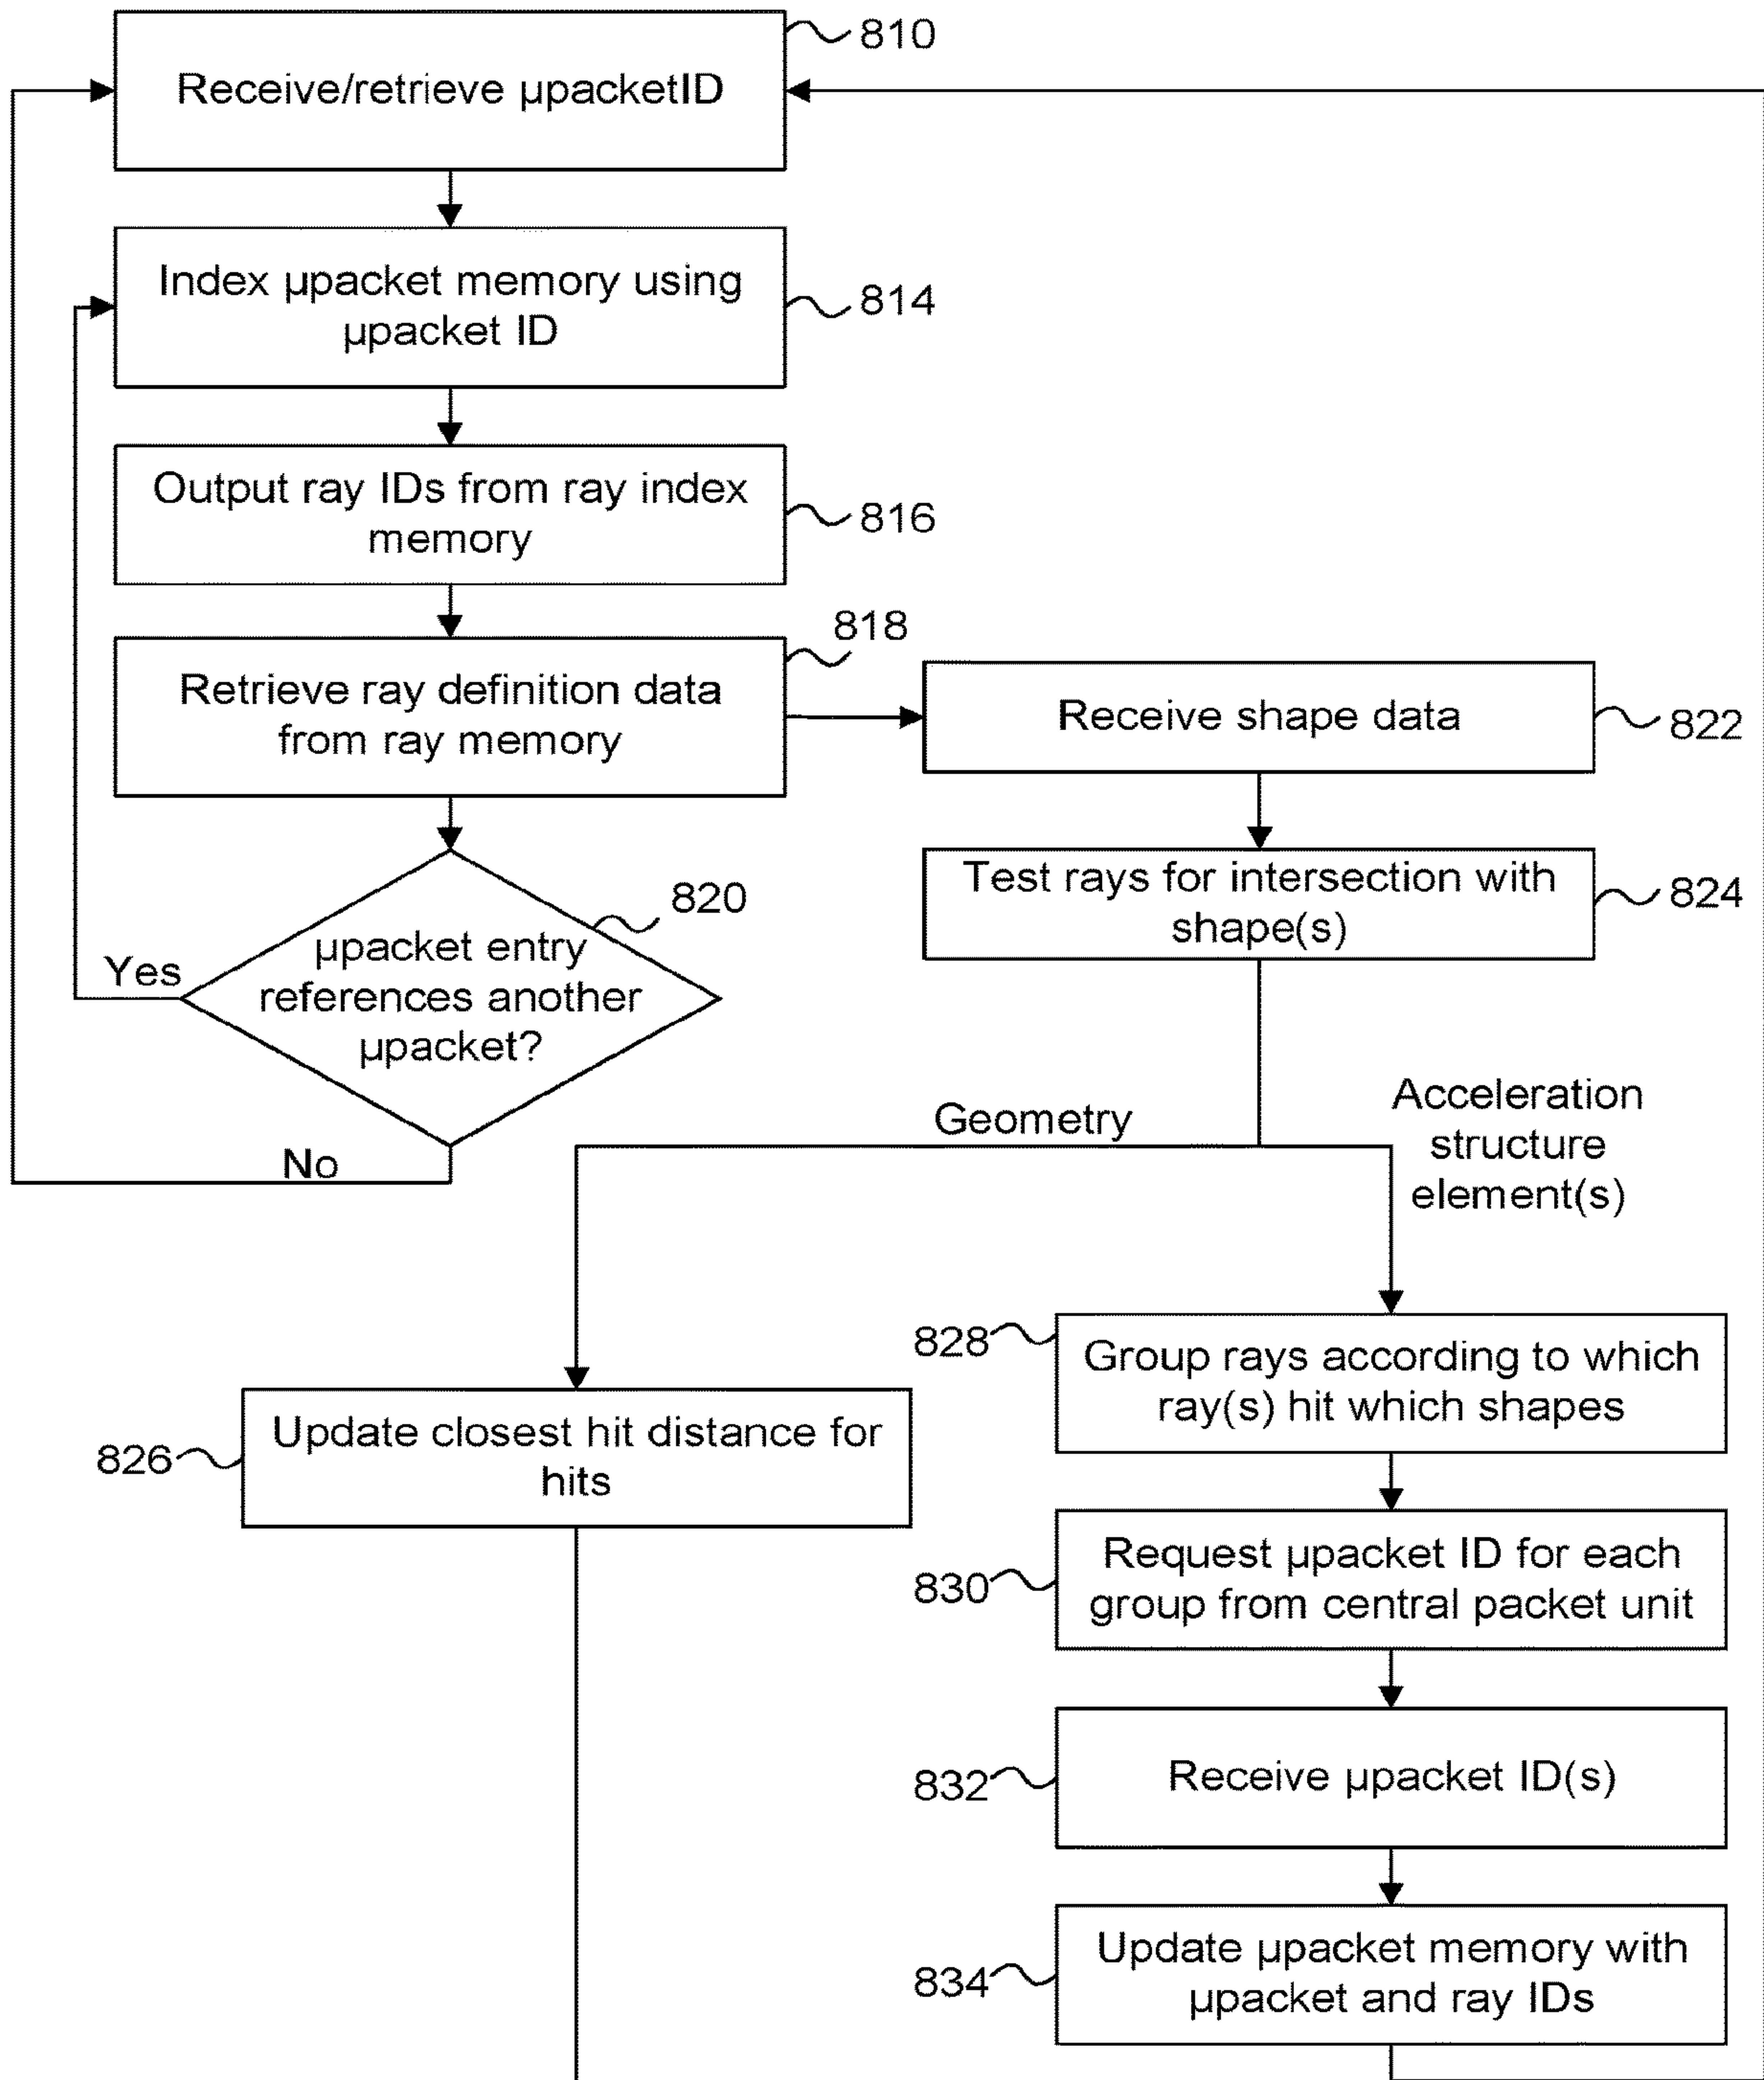 810
Receive/retrieve µpacketID
Index µpacket memory using
µpacket ID
814
Output ray IDs from ray index
memory
816
818
Retrieve ray definition data
from ray memory
Receive shape data
822
Test rays for intersection with
shape(s)
824
820
µpacket entry
references another
µpacket?
Yes
No
Geometry
Acceleration
structure
element(s)
828
Group rays according to which
ray(s) hit which shapes
Update closest hit distance for
hits
826
Request µpacket ID for each
group from central packet unit
830
Receive µpacket ID(s)
832
Update µpacket memory with
µpacket and ray IDs
834